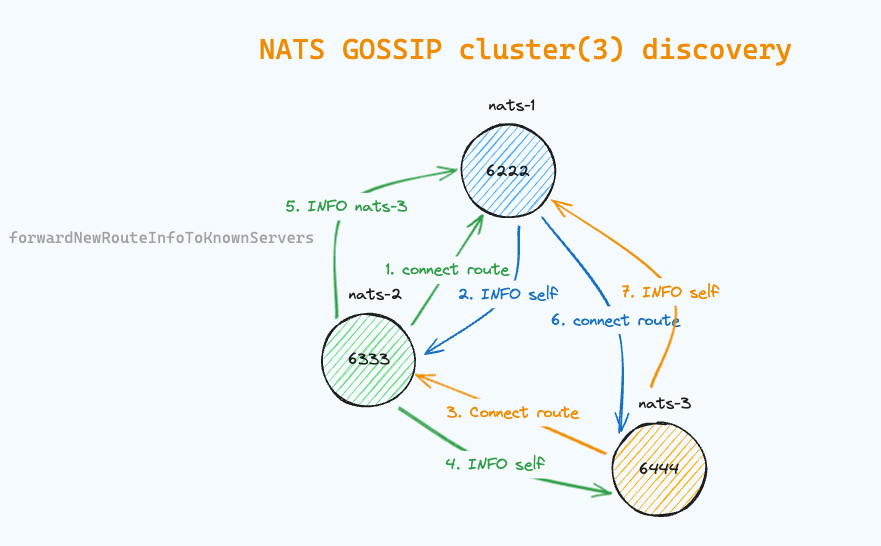 NATS GOSSIP cluster(3) discovery
nats-1
6222
5. INFO nats-3
forwardNewRouteInfoToKnownServers
1. connect route
nats-2
2. INFO self
7. INFO self
6. connect route
6333
nats-3
3. Connect route
4. INFO self
6444